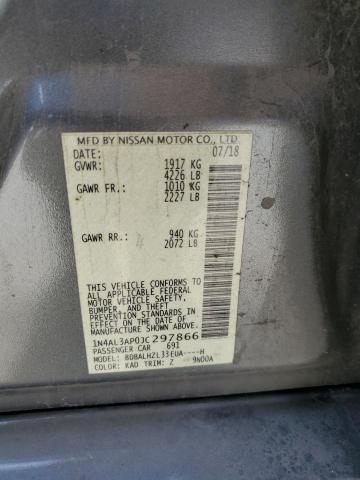 MFD BY NISSAN MOTOR CO., LTD.
DATE: 07/18
GVWR: 1917 KG
4226 LB
GAWR FR.: 1010 KG
2227 LB
GAWR RR.: 940 KG
2072 LB
THIS VEHICLE CONFORMS TO
ALL APPLICABLE FEDERAL
MOTOR VEHICLE SAFETY,
BUMPER, AND THEFT
PREVENTION STANDARDS
IN EFFECT ON THE DATE OF
MANUFACTURE SHOWN ABOVE.
1N4AL3AP0JC297866
PASSENGER CAR 691
MODEL: BDBALHZL33EUA----H
COLOR: KAD TRIM: Z 9N00A